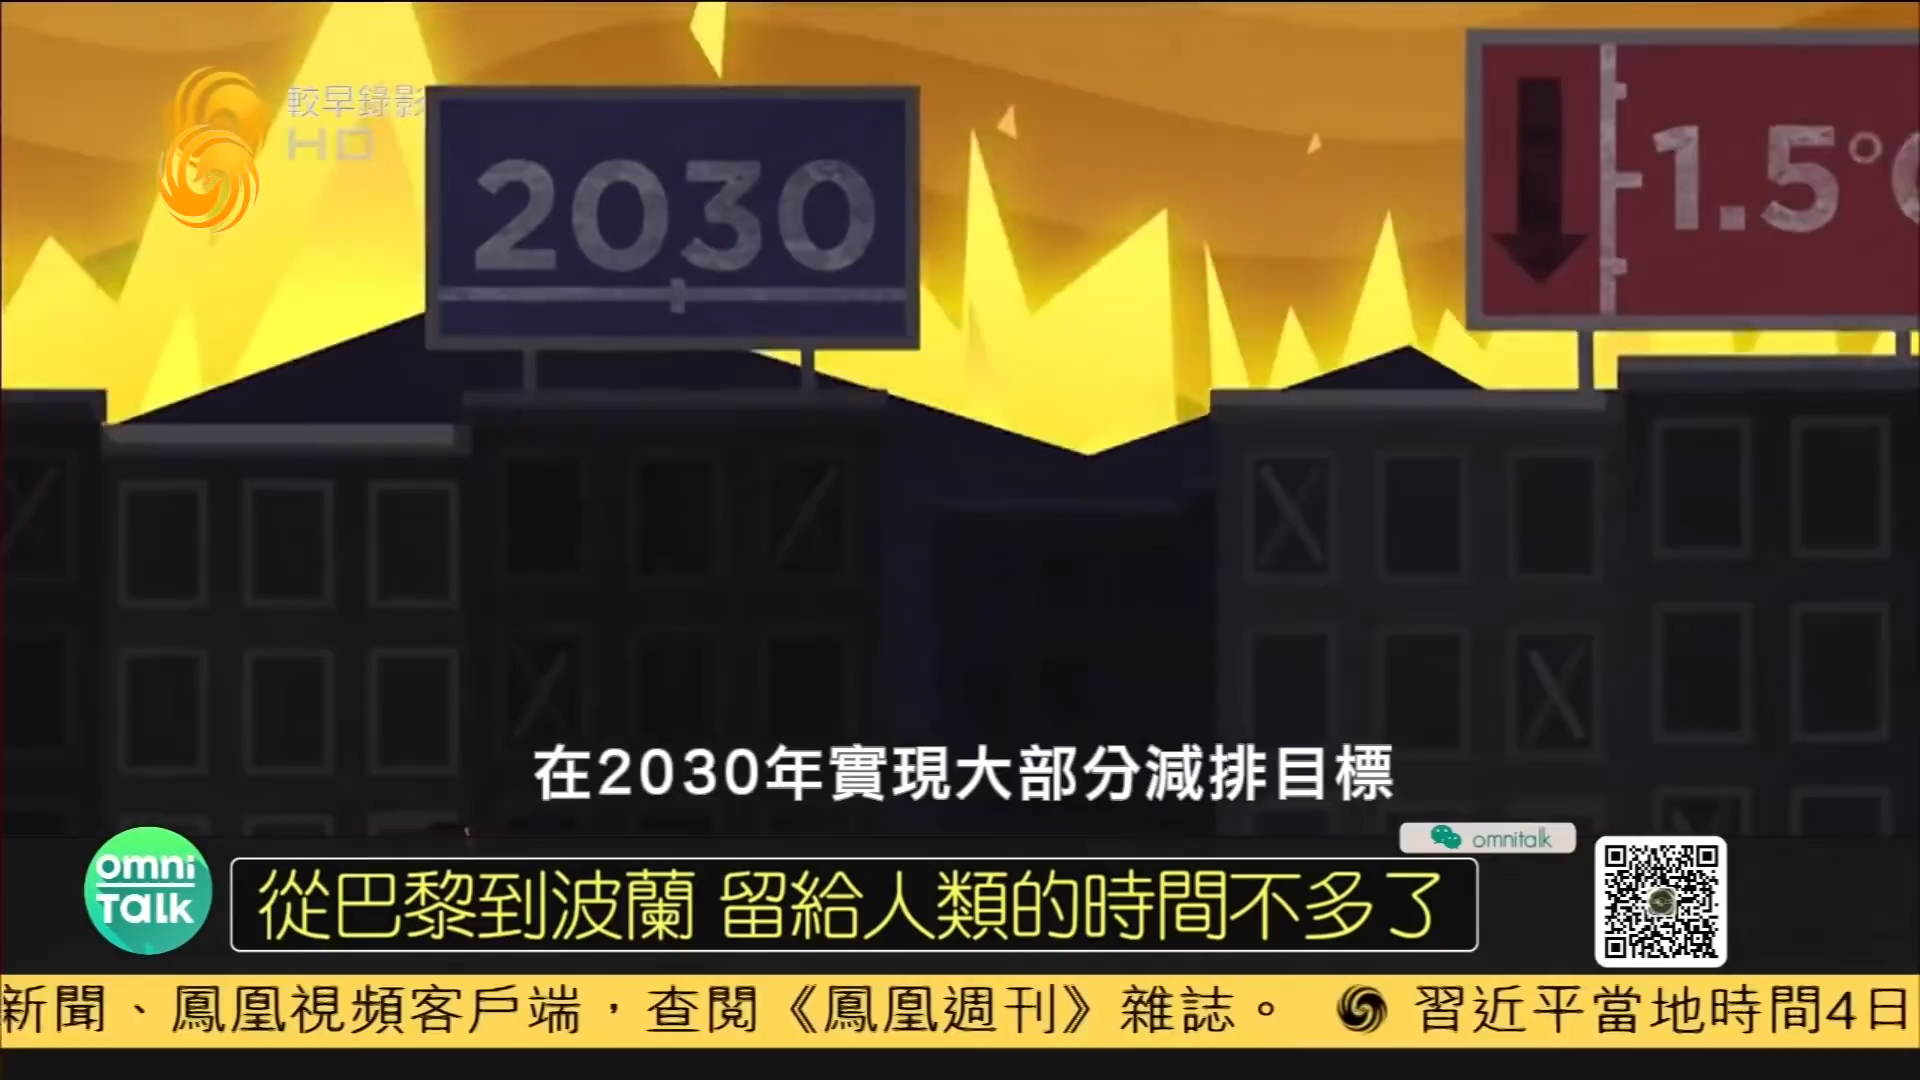 較早錄影
HD
2030
1.5°C
在2030年實現大部分減排目標
omnitalk
omni
Talk
從巴黎到波蘭 留給人類的時間不多了
新聞、鳳凰視頻客戶端，查閱《鳳凰週刊》雜誌。 習近平當地時間4日